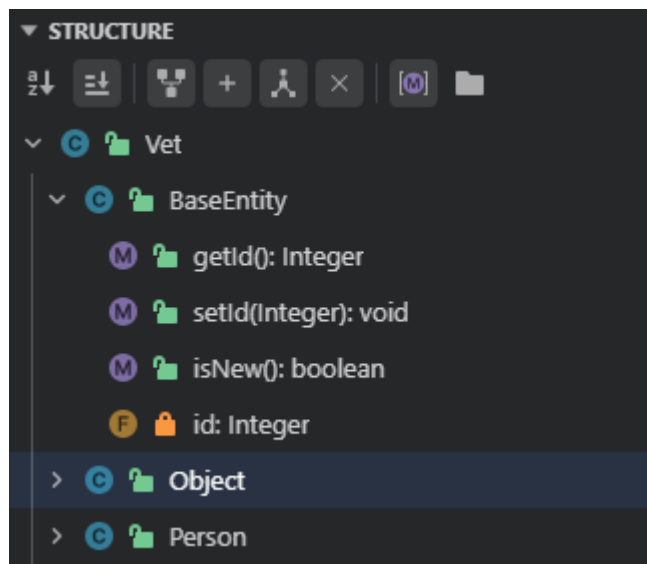 STRUCTURE
a
z
+ M
C Vet
C BaseEntity
M getId(): Integer
M setId(Integer): void
M isNew(): boolean
F id: Integer
C Object
C Person